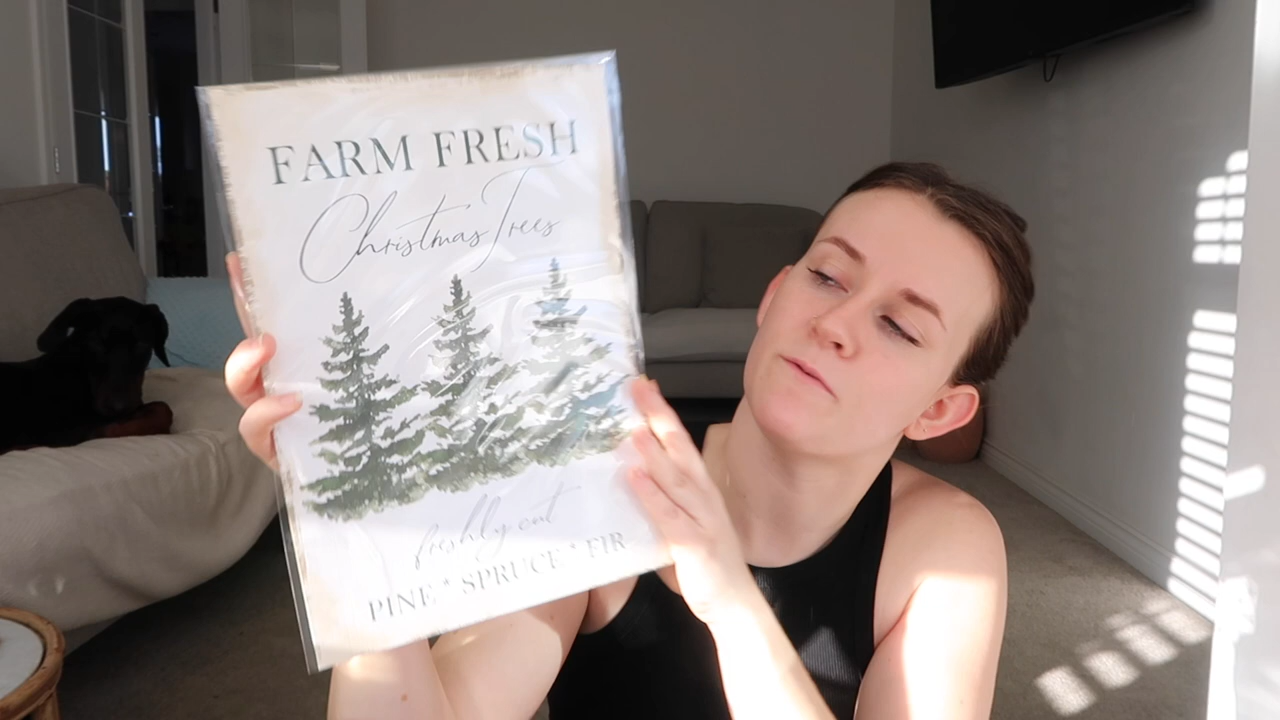 FARM FRESH
Christmas Trees
freshly cut
PINE * SPRUCE * FIR